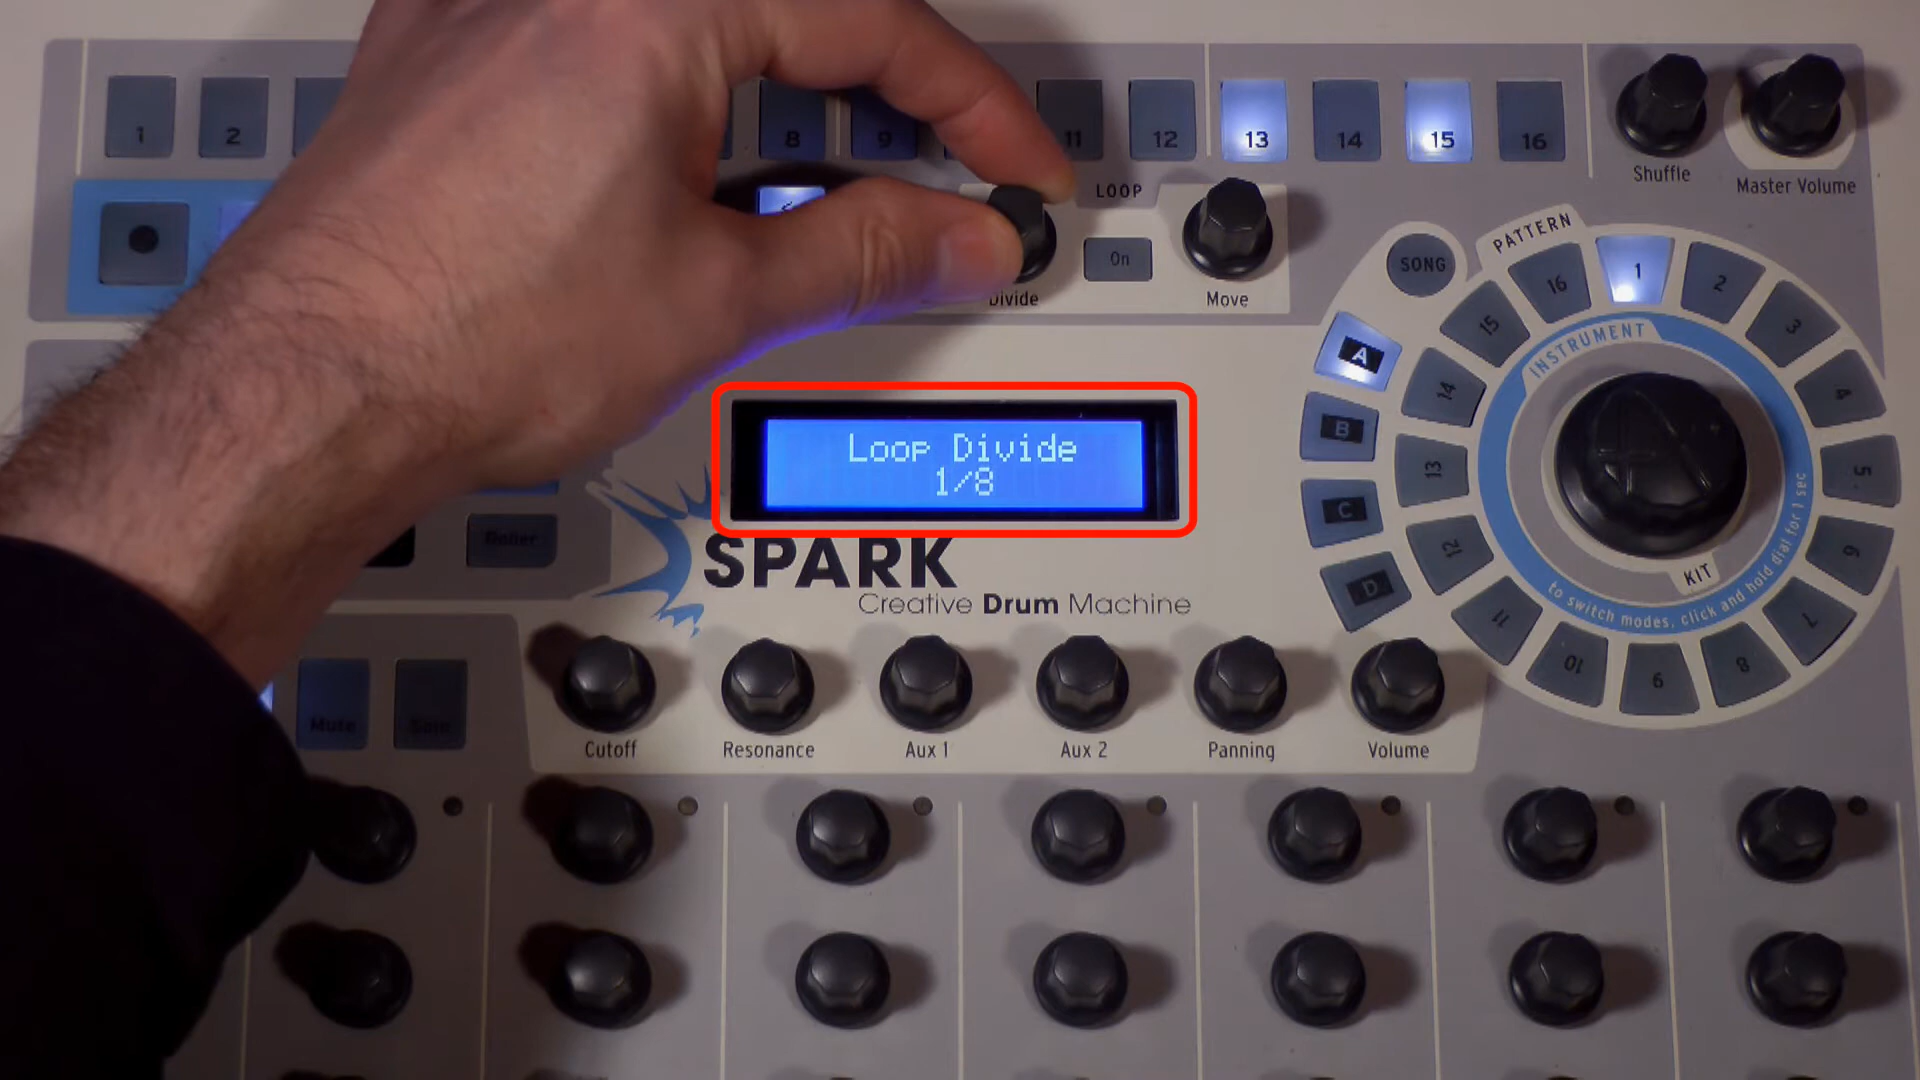 1
2
8
9
11
12
13
14
15
16
Shuffle
Master Volume
LOOP
On
Divide
Move
SONG
PATTERN
16
1
2
3
4
5
6
7
8
9
10
11
12
13
14
15
INSTRUMENT
KIT
to switch modes, click and hold dial for 1 sec
A
B
C
D
Loop Divide
1/8
SPARK
Creative Drum Machine
Mute
Solo
Cutoff
Resonance
Aux 1
Aux 2
Panning
Volume